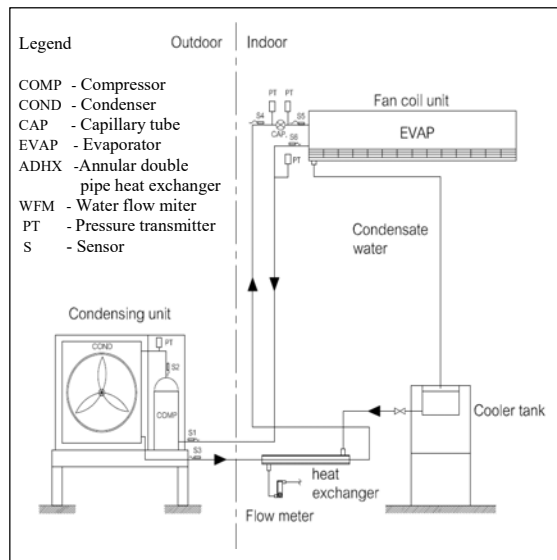 Legend
Outdoor
Indoor
COMP - Compressor
COND - Condenser
CAP - Capillary tube
EVAP - Evaporator
ADHX -Annular double
pipe heat exchanger
WFM - Water flow miter
PT - Pressure transmitter
S - Sensor
PT
PT
S4
CAP.
S5
S6
PT
Fan coil unit
EVAP
Condensate
water
Condensing unit
COND
PT
S2
COMP
S1
S3
Cooler tank
heat
exchanger
Flow meter